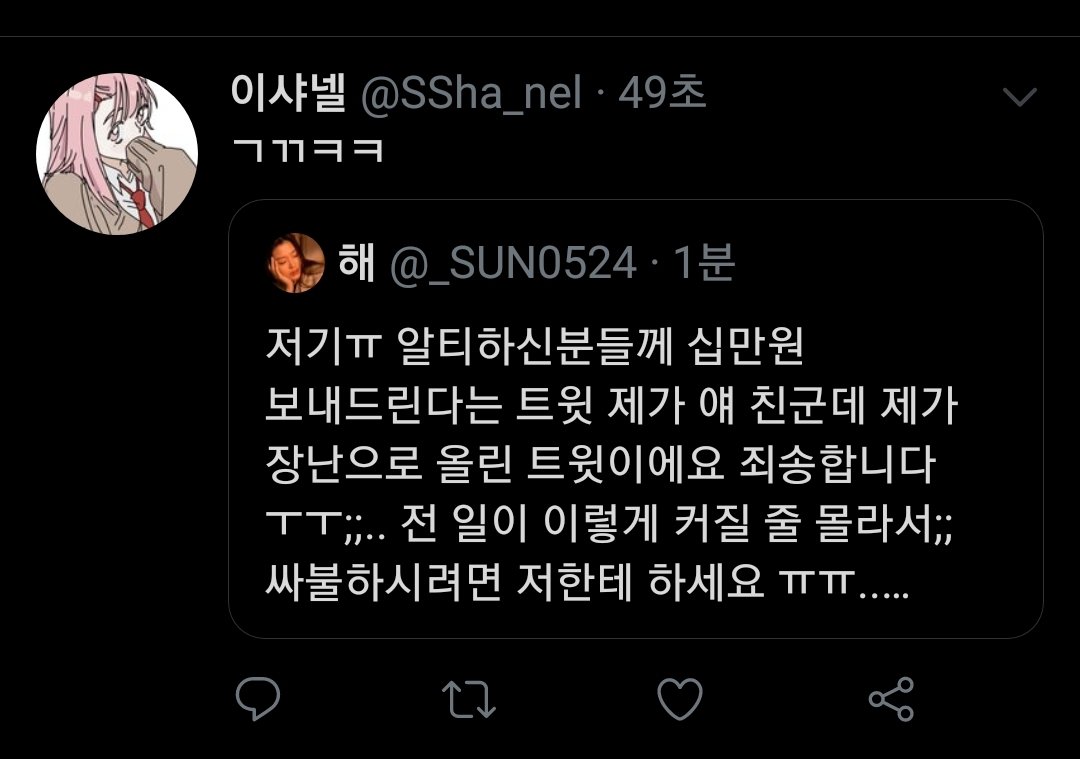 이샤넬 @SSha_nel · 49초
ㄱㄲㅋㅋ
해 @_SUN0524 · 1분
저기ㅠ 알티하신분들께 십만원
보내드린다는 트윗 제가 얘 친군데 제가
장난으로 올린 트윗이에요 죄송합니다
ㅜㅜ;;.. 전 일이 이렇게 커질 줄 몰라서;;
싸불하시려면 저한테 하세요 ㅠㅠ.....